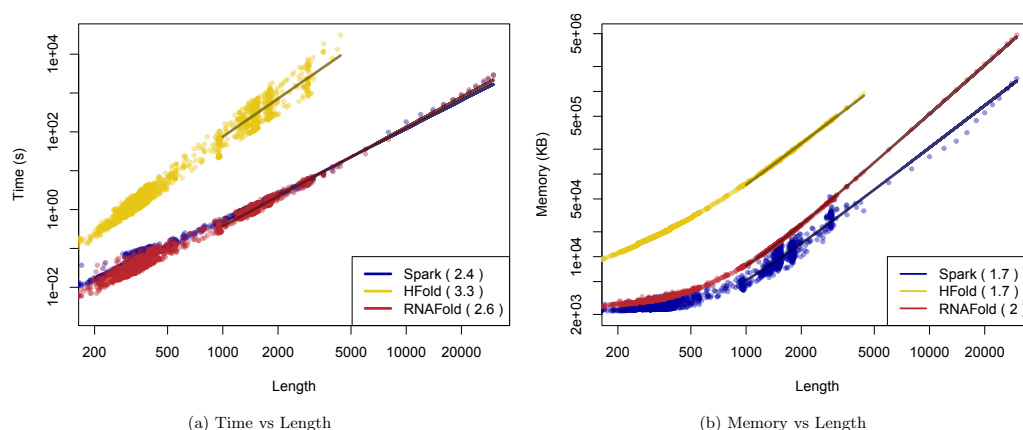 1e+04
1e+02
1e+00
1e−02
Time (s)
Spark ( 2.4 )
HFold ( 3.3 )
RNAFold ( 2.6 )
200 500 1000 2000 5000 10000 20000
Length
(a) Time vs Length
5e+06
5e+05
5e+04
1e+04
2e+03
Memory (KB)
Spark ( 1.7 )
HFold ( 1.7 )
RNAFold ( 2
200 500 1000 2000 5000 10000 20000
Length
(b) Memory vs Length